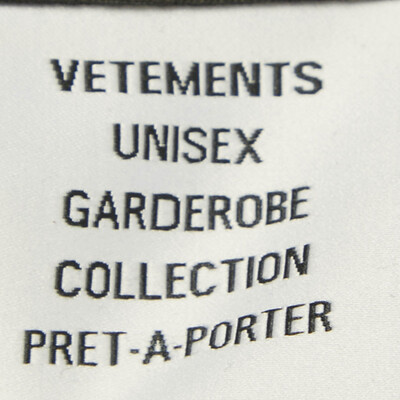 VETEMENTS
UNISEX
GARDEROBE
COLLECTION
PRET-A-PORTER